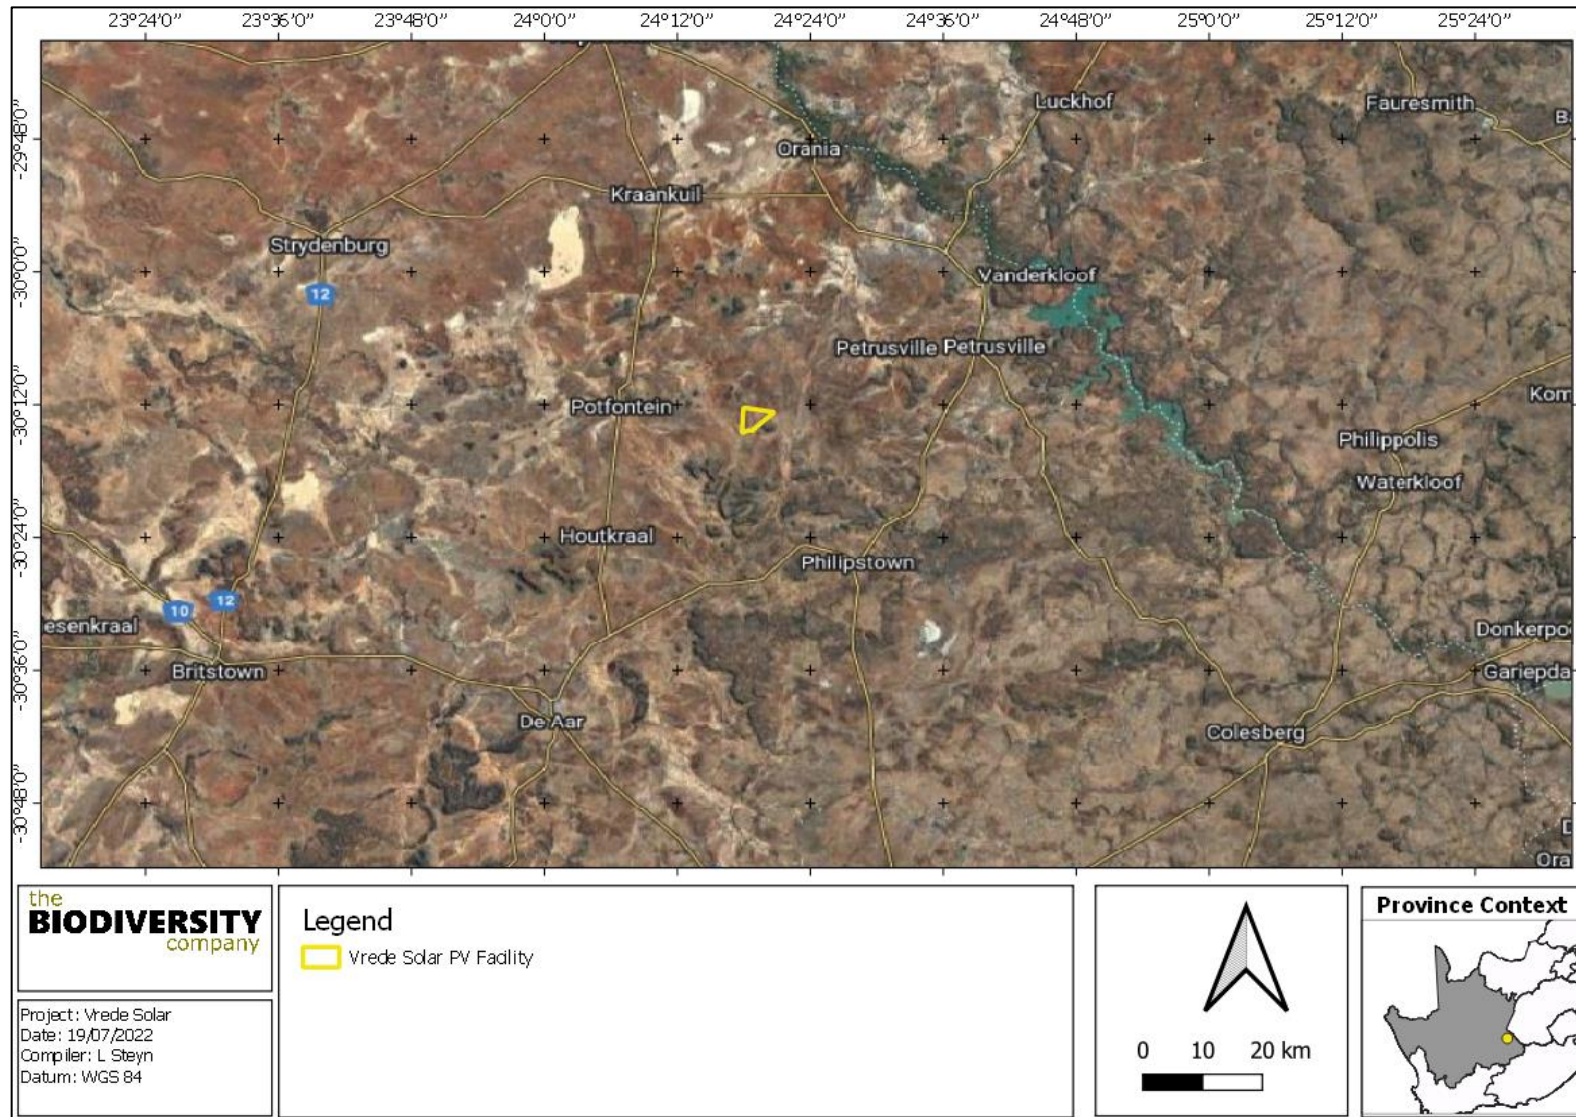 23°24′0″ 23°36′0″ 23°48′0″ 24°0′0″ 24°12′0″ 24°24′0″ 24°36′0″ 24°48′0″ 25°0′0″ 25°12′0″ 25°24′0″
-29°48′0″
-30°0′0″
-30°12′0″
-30°24′0″
-30°36′0″
-30°48′0″
Luckhof
Fauresmith
Orania
Kraankuil
Strydenburg
Vanderkloof
12
Petrusville Petrusville
Kom
Potfontein
Philippolis
Waterkloof
Houtkraal
Philipstown
10
12
esenkraal
Donkerpo
Britstown
Gariepda
De Aar
Colesberg
Ora
the
BIODIVERSITY
company
Project: Vrede Solar
Date: 19/07/2022
Compiler: L Steyn
Datum: WGS 84
Legend
Vrede Solar PV Facility
0 10 20 km
Province Context